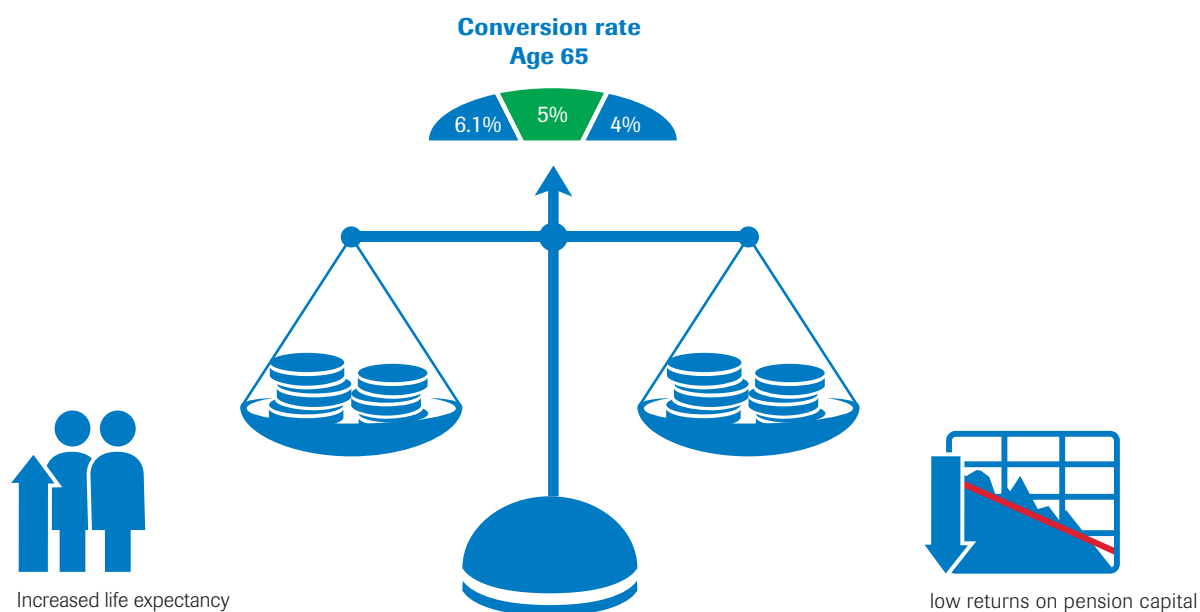 Conversion rate
Age 65
6.1%
5%
4%
Increased life expectancy
low returns on pension capital